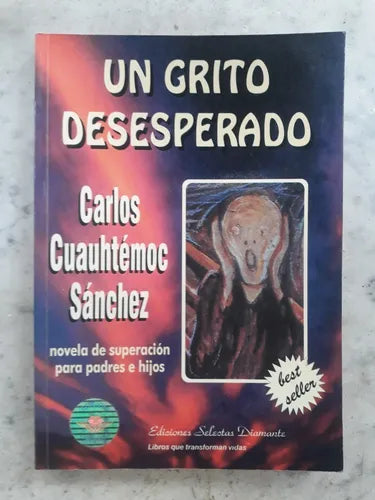 UN GRITO
DESESPERADO
Carlos
Cuauhtémoc
Sánchez
novela de superación
para padres e hijos
best
seller
Ediciones Selectas Diamante
Libros que transforman vidas